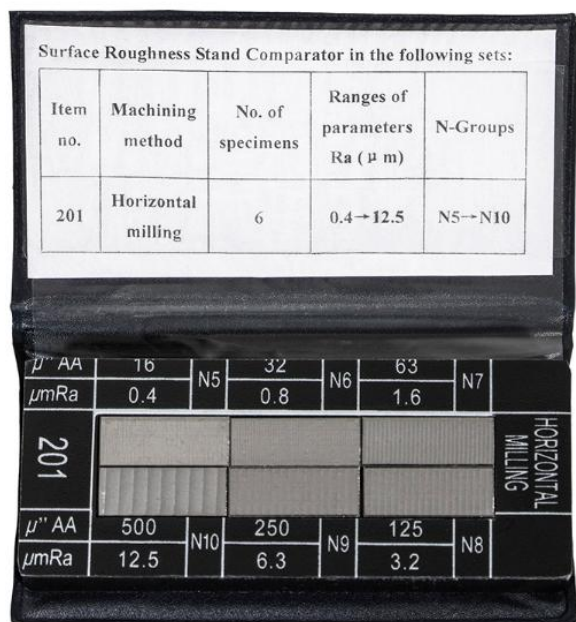 Surface Roughness Stand Comparator in the following sets:
Item no. Machining method No. of specimens Ranges of parameters Ra (μm) N-Groups
201 Horizontal milling 6 0.4→12.5 N5→N10
μ" AA 16 N5 32 N6 63 N7
μmRa 0.4 0.8 1.6
201
HORIZONTAL
MILLING
μ" AA 500 N10 250 N9 125 N8
μmRa 12.5 6.3 3.2